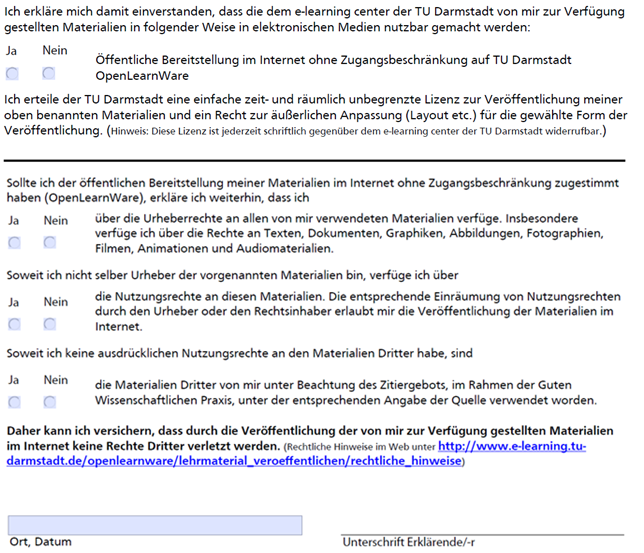 Ich erkläre mich damit einverstanden, dass die dem e-learning center der TU Darmstadt von mir zur Verfügung
gestellten Materialien in folgender Weise in elektronischen Medien nutzbar gemacht werden:
Ja Nein
Öffentliche Bereitstellung im Internet ohne Zugangsbeschränkung auf TU Darmstadt
OpenLearnWare
Ich erteile der TU Darmstadt eine einfache zeit- und räumlich unbegrenzte Lizenz zur Veröffentlichung meiner
oben benannten Materialien und ein Recht zur äußerlichen Anpassung (Layout etc.) für die gewählte Form der
Veröffentlichung. (Hinweis: Diese Lizenz ist jederzeit schriftlich gegenüber dem e-learning center der TU Darmstadt widerrufbar.)
Sollte ich der öffentlichen Bereitstellung meiner Materialien im Internet ohne Zugangsbeschränkung zugestimmt
haben (OpenLearnWare), erkläre ich weiterhin, dass ich
Ja Nein
über die Urheberrechte an allen von mir verwendeten Materialien verfüge. Insbesondere
verfüge ich über die Rechte an Texten, Dokumenten, Graphiken, Abbildungen, Fotographien,
Filmen, Animationen und Audiomaterialien.
Soweit ich nicht selber Urheber der vorgenannten Materialien bin, verfüge ich über
Ja Nein
die Nutzungsrechte an diesen Materialien. Die entsprechende Einräumung von Nutzungsrechten
durch den Urheber oder den Rechtsinhaber erlaubt mir die Veröffentlichung der Materialien im
Internet.
Soweit ich keine ausdrücklichen Nutzungsrechte an den Materialien Dritter habe, sind
Ja Nein
die Materialien Dritter von mir unter Beachtung des Zitiergebots, im Rahmen der Guten
Wissenschaftlichen Praxis, unter der entsprechenden Angabe der Quelle verwendet worden.
Daher kann ich versichern, dass durch die Veröffentlichung der von mir zur Verfügung gestellten Materialien
im Internet keine Rechte Dritter verletzt werden. (Rechtliche Hinweise im Web unter http://www.e-learning.tu-
darmstadt.de/openlearnware/lehrmaterial_veroeffentlichen/rechtliche_hinweise)
Ort, Datum Unterschrift Erklärende/-r